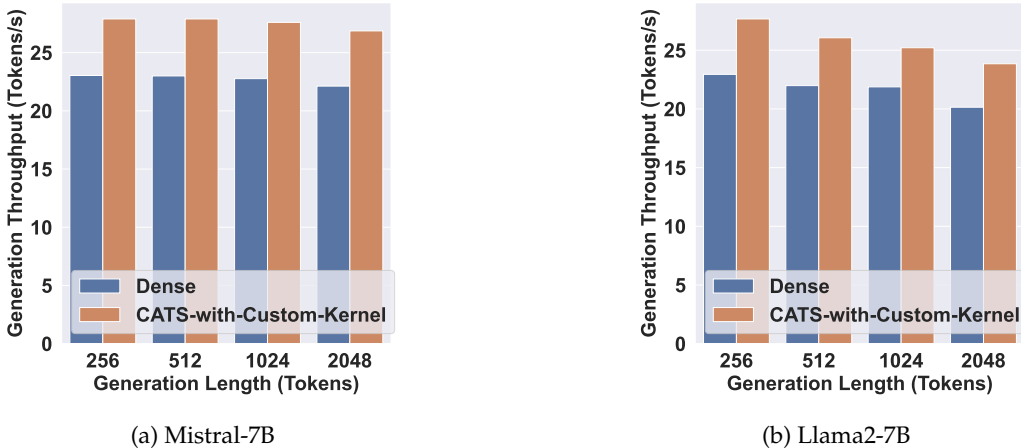 Generation Throughput (Tokens/s)
25
20
15
10
5
0
Dense
CATS-with-Custom-Kernel
256 512 1024 2048
Generation Length (Tokens)
(a) Mistral-7B
Generation Throughput (Tokens/s)
25
20
15
10
5
0
Dense
CATS-with-Custom-Kernel
256 512 1024 2048
Generation Length (Tokens)
(b) Llama2-7B